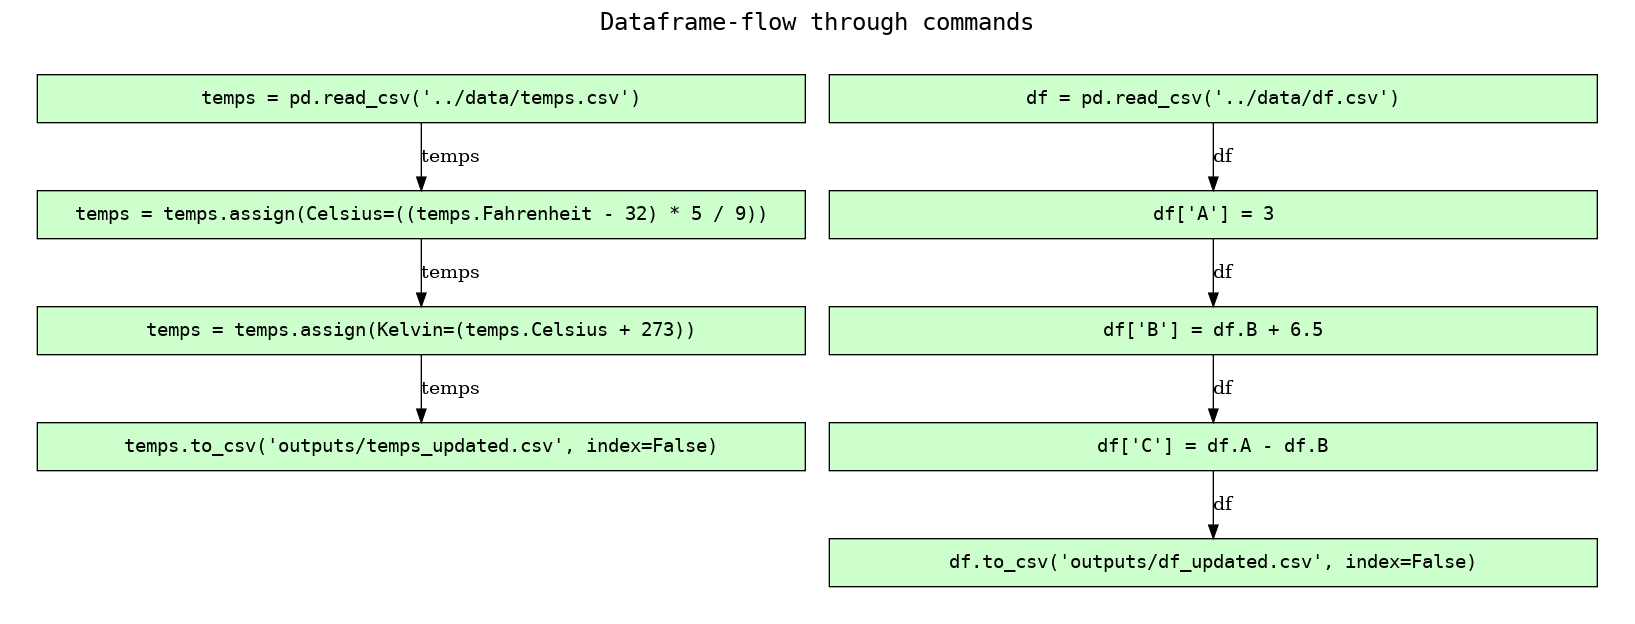 Dataframe-flow through commands
temps = pd.read_csv('../data/temps.csv')
temps
temps = temps.assign(Celsius=((temps.Fahrenheit - 32) * 5 / 9))
temps
temps = temps.assign(Kelvin=(temps.Celsius + 273))
temps
temps.to_csv('outputs/temps_updated.csv', index=False)
df = pd.read_csv('../data/df.csv')
df
df['A'] = 3
df
df['B'] = df.B + 6.5
df
df['C'] = df.A - df.B
df
df.to_csv('outputs/df_updated.csv', index=False)